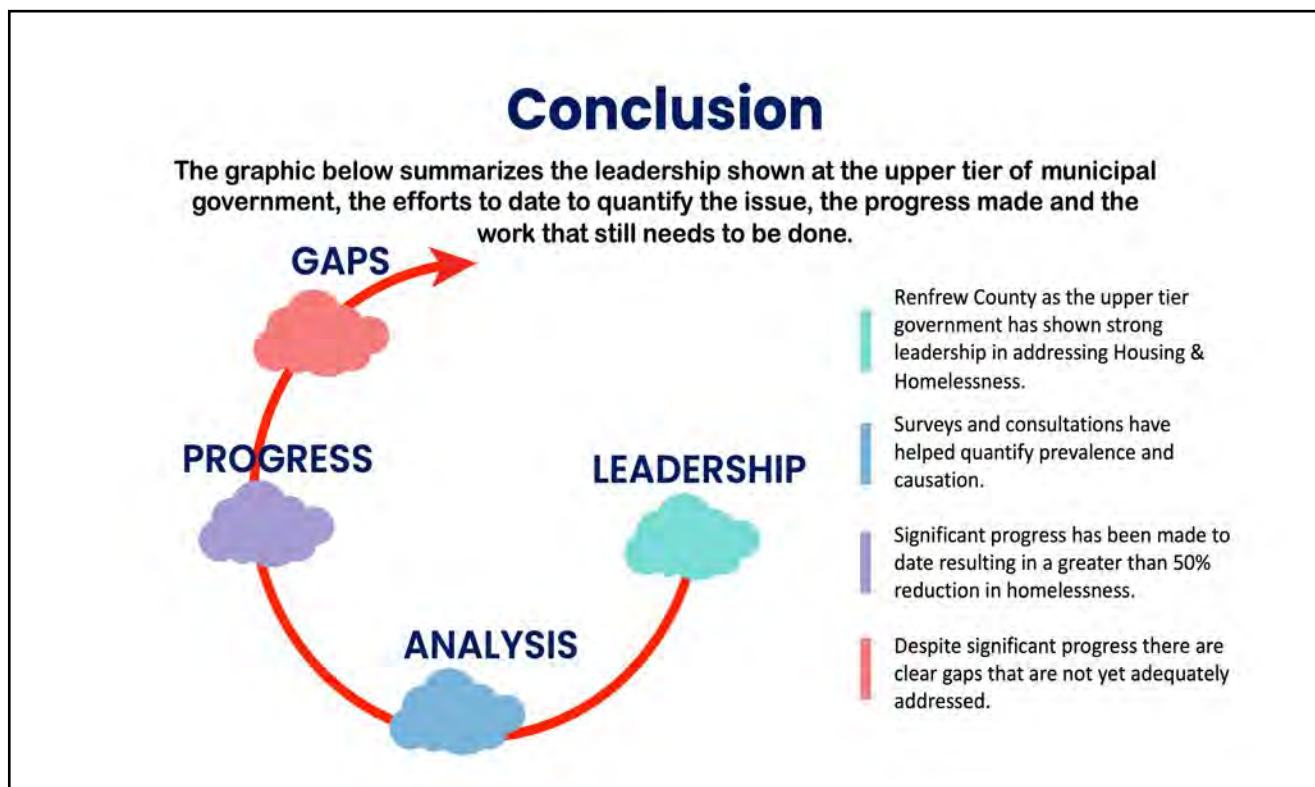 Conclusion
The graphic below summarizes the leadership shown at the upper tier of municipal
government, the efforts to date to quantify the issue, the progress made and the
work that still needs to be done.
GAPS
PROGRESS
ANALYSIS
LEADERSHIP
Renfrew County as the upper tier
government has shown strong
leadership in addressing Housing &
Homelessness.
Surveys and consultations have
helped quantify prevalence and
causation.
Significant progress has been made to
date resulting in a greater than 50%
reduction in homelessness.
Despite significant progress there are
clear gaps that are not yet adequately
addressed.